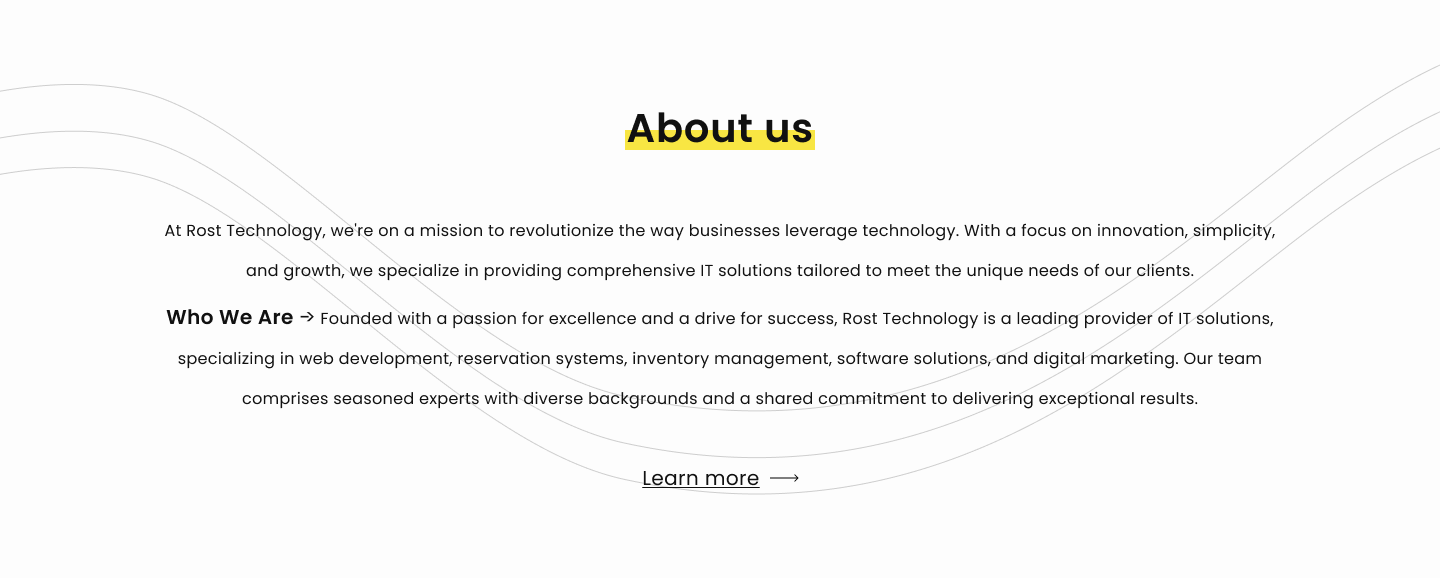 About us
At Rost Technology, we're on a mission to revolutionize the way businesses leverage technology. With a focus on innovation, simplicity,
and growth, we specialize in providing comprehensive IT solutions tailored to meet the unique needs of our clients.
Who We Are → Founded with a passion for excellence and a drive for success, Rost Technology is a leading provider of IT solutions,
specializing in web development, reservation systems, inventory management, software solutions, and digital marketing. Our team
comprises seasoned experts with diverse backgrounds and a shared commitment to delivering exceptional results.
Learn more →